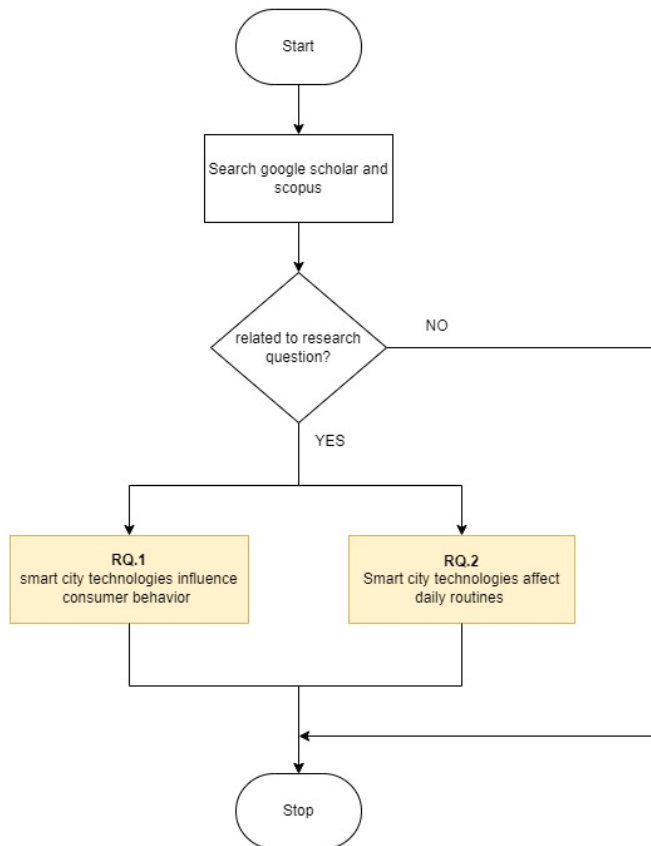 Start
Search google scholar and
scopus
related to research
question?
NO
YES
RQ.1
smart city technologies influence
consumer behavior
RQ.2
Smart city technologies affect
daily routines
Stop